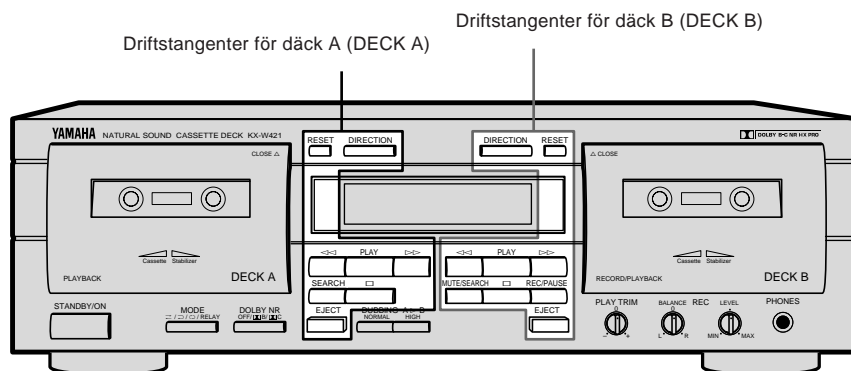 Driftstangenter för däck B (DECK B)
Driftstangenter för däck A (DECK A)
YAMAHA NATURAL SOUND CASSETTE DECK KX-W421
RESET DIRECTION
DIRECTION RESET
DOLBY B-C NR HX PRO
CLOSE △
△ CLOSE
Cassette Stabilizer
PLAYBACK
DECK A
◁◁ PLAY ▷▷
SEARCH □
EJECT
◁◁ PLAY ▷▷
MUTE/SEARCH □ REC/PAUSE
EJECT
Cassette Stabilizer
RECORD/PLAYBACK
DECK B
STANDBY/ON
MODE
/ RELAY
DOLBY NR
OFF/ B/ C
DUBBING A▷B
NORMAL HIGH
PLAY TRIM
0
– +
BALANCE REC LEVEL
0
L R
MIN MAX
PHONES